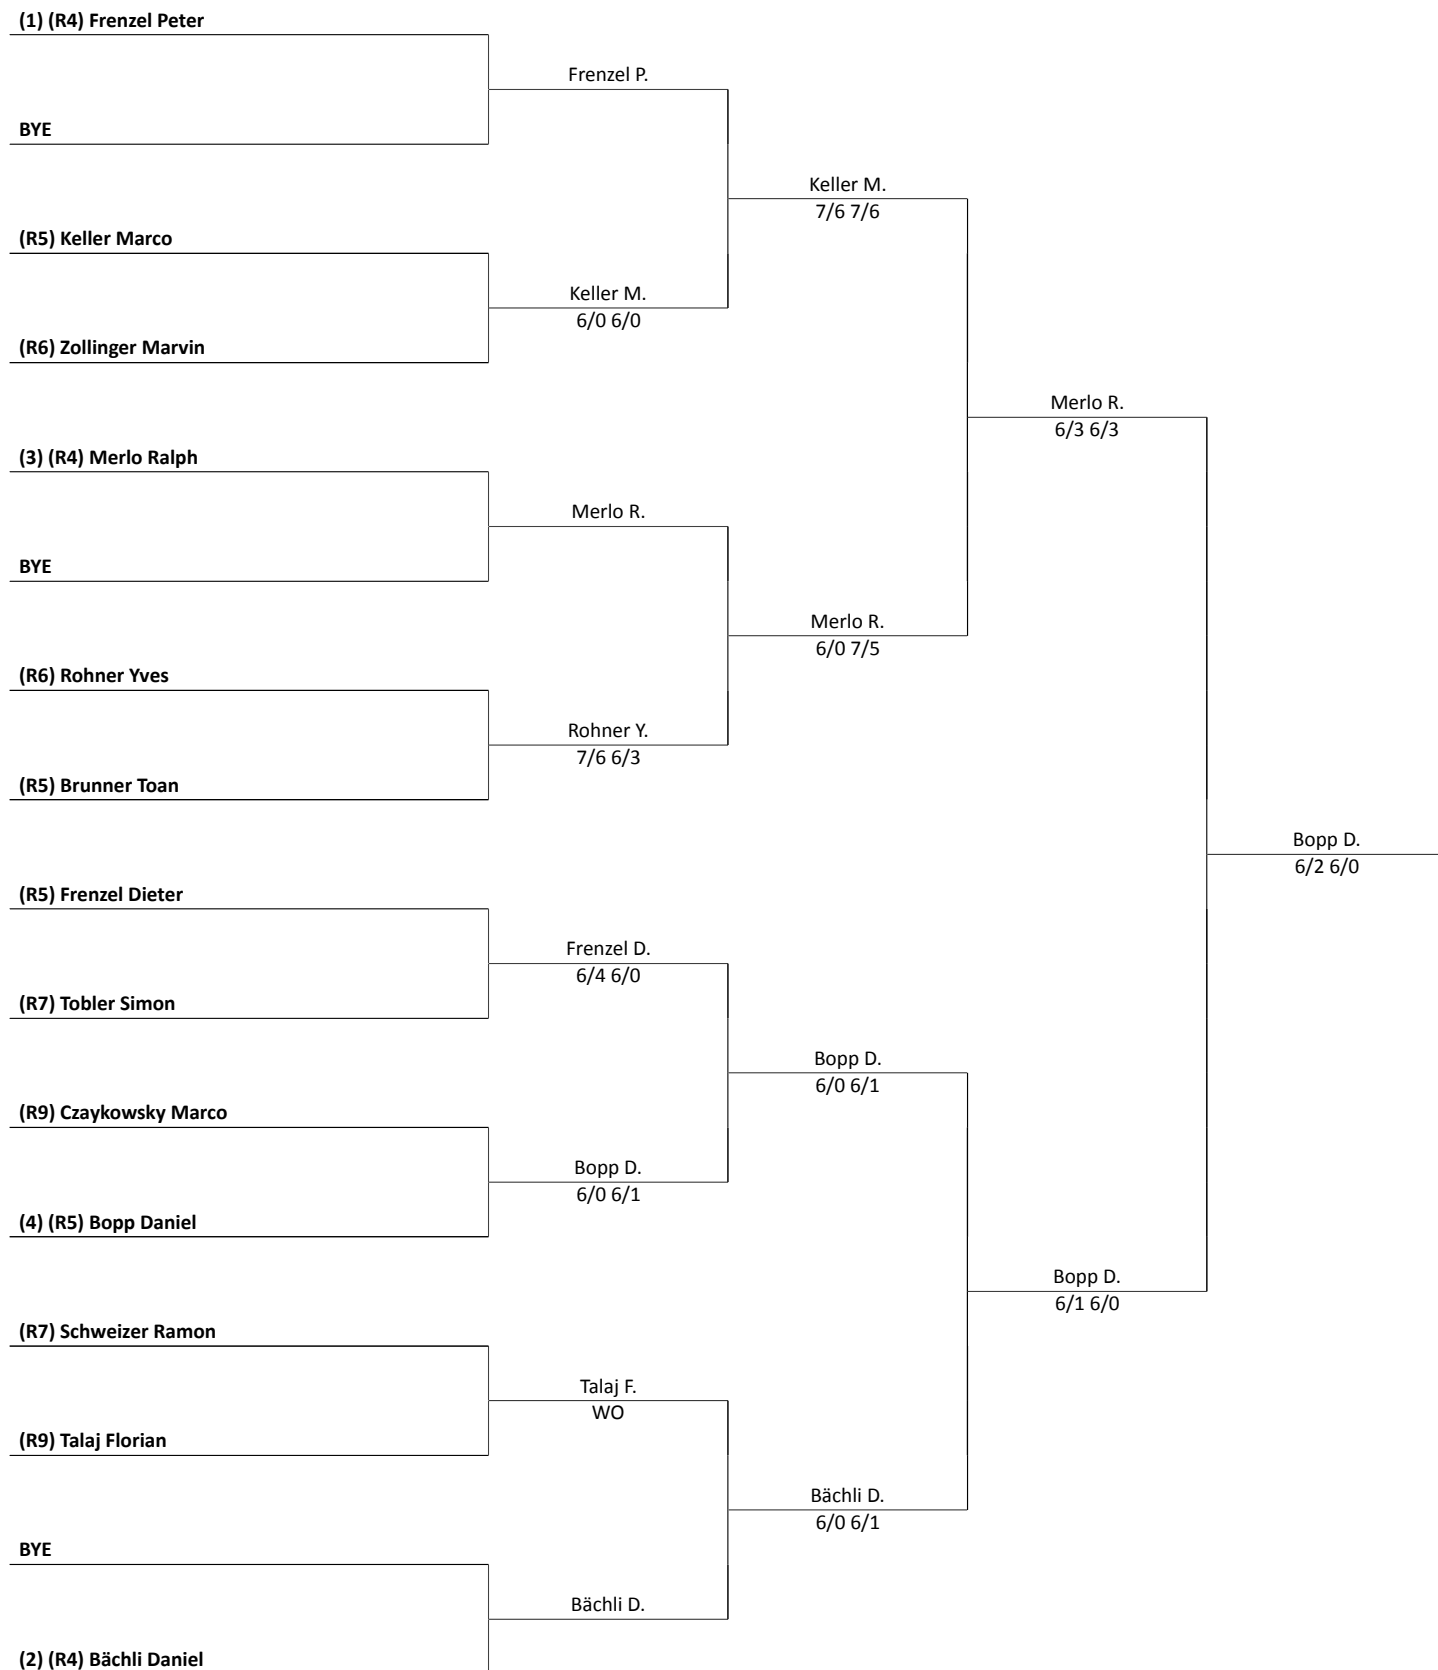 (1) (R4) Frenzel Peter
Frenzel P.
BYE
Keller M.
7/6 7/6
(R5) Keller Marco
Keller M.
6/0 6/0
(R6) Zollinger Marvin
Merlo R.
6/3 6/3
(3) (R4) Merlo Ralph
Merlo R.
BYE
Merlo R.
6/0 7/5
(R6) Rohner Yves
Rohner Y.
7/6 6/3
(R5) Brunner Toan
Bopp D.
6/2 6/0
(R5) Frenzel Dieter
Frenzel D.
6/4 6/0
(R7) Tobler Simon
Bopp D.
6/0 6/1
(R9) Czaykowsky Marco
Bopp D.
6/0 6/1
(4) (R5) Bopp Daniel
Bopp D.
6/1 6/0
(R7) Schweizer Ramon
Talaj F.
WO
(R9) Talaj Florian
Bächli D.
6/0 6/1
BYE
Bächli D.
(2) (R4) Bächli Daniel